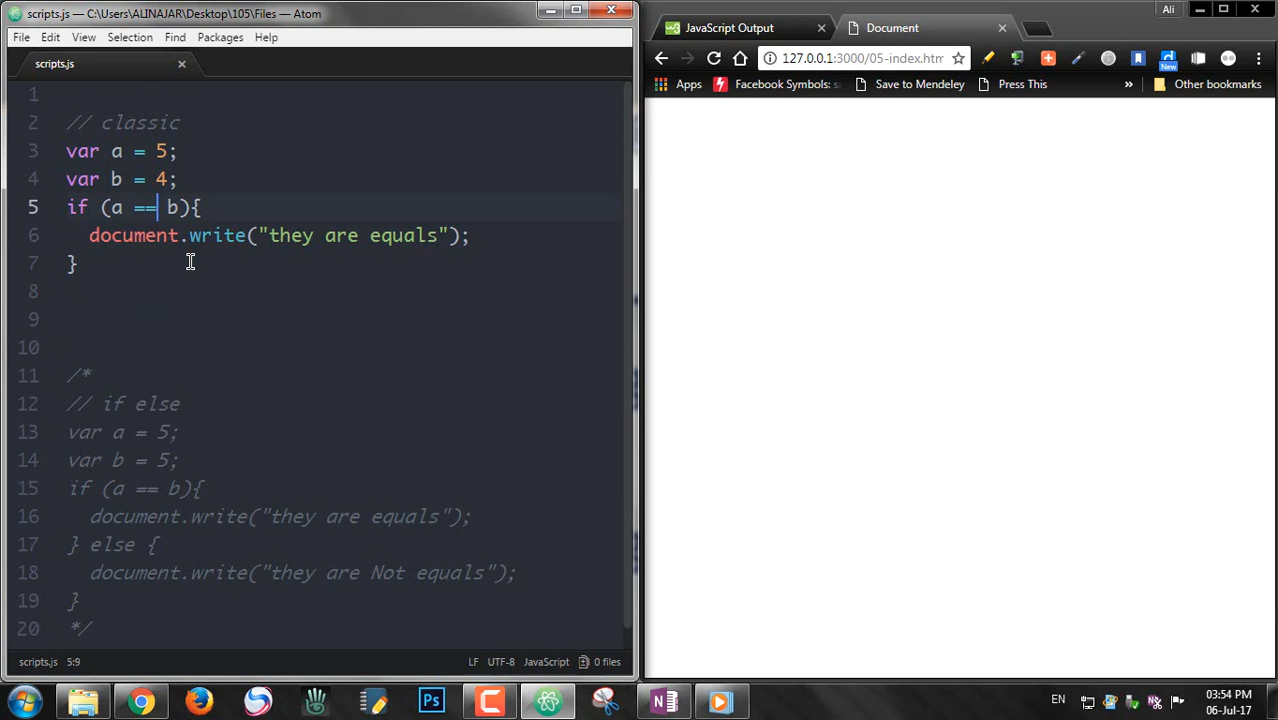 scripts.js — C:\Users\ALINAJAR\Desktop\105\Files — Atom
File Edit View Selection Find Packages Help
scripts.js
1
2 // classic
3 var a = 5;
4 var b = 4;
5 if (a == b){
6 document.write("they are equals");
7 }
8
9
10
11 /*
12 // if else
13 var a = 5;
14 var b = 5;
15 if (a == b){
16 document.write("they are equals");
17 } else {
18 document.write("they are Not equals");
19 }
20 */
scripts.js 5:9 LF UTF-8 JavaScript 0 files
Ali
JavaScript Output Document
127.0.0.1:3000/05-index.htm
New
Apps Facebook Symbols: Save to Mendeley Press This » Other bookmarks
Ps
EN
03:54 PM
06-Jul-17